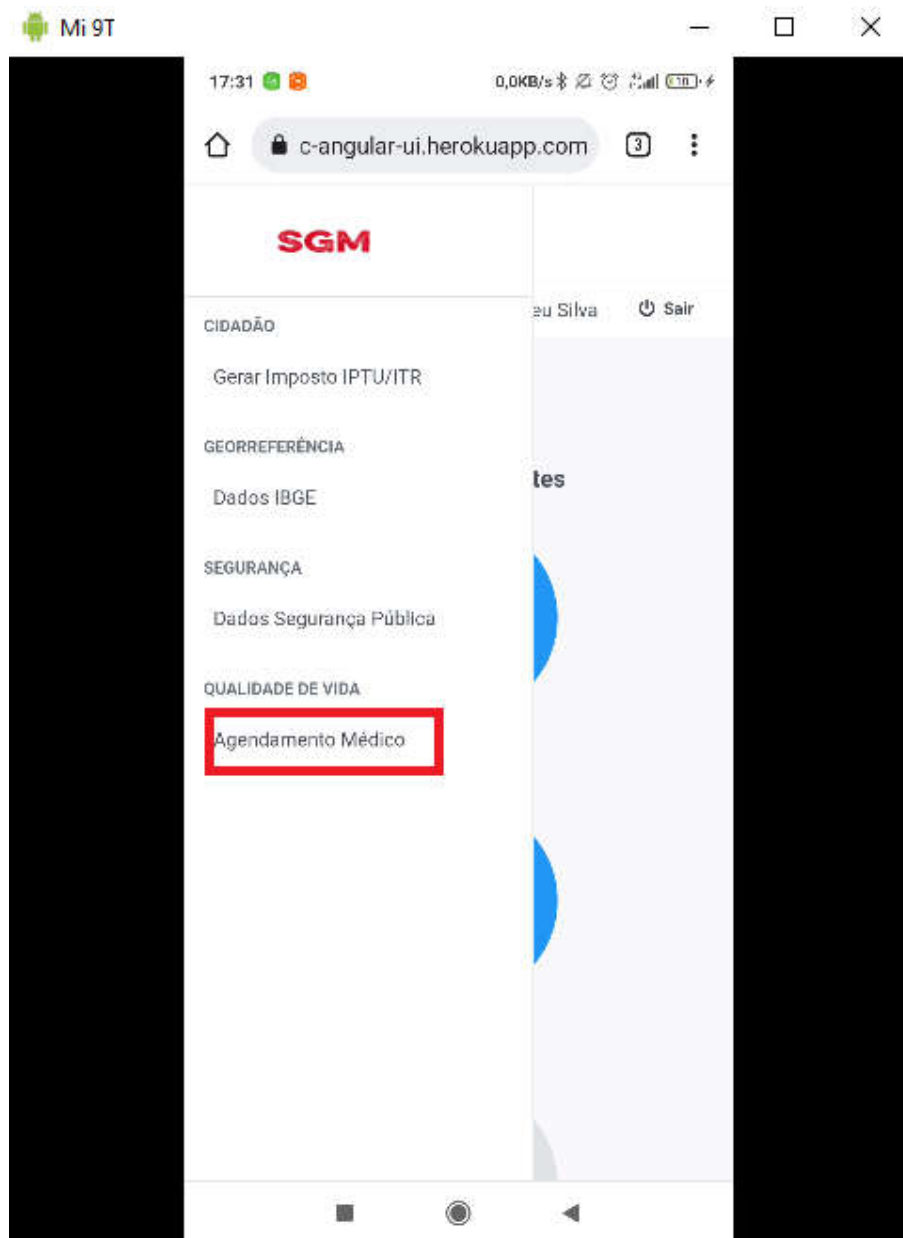 Mi 9T
17:31
0,0KB/s
10
c-angular-ui.herokuapp.com
3
SGM
eu Silva
Sair
CIDADÃO
Gerar Imposto IPTU/ITR
GEORREFERÊNCIA
tes
Dados IBGE
SEGURANÇA
Dados Segurança Pública
QUALIDADE DE VIDA
Agendamento Médico